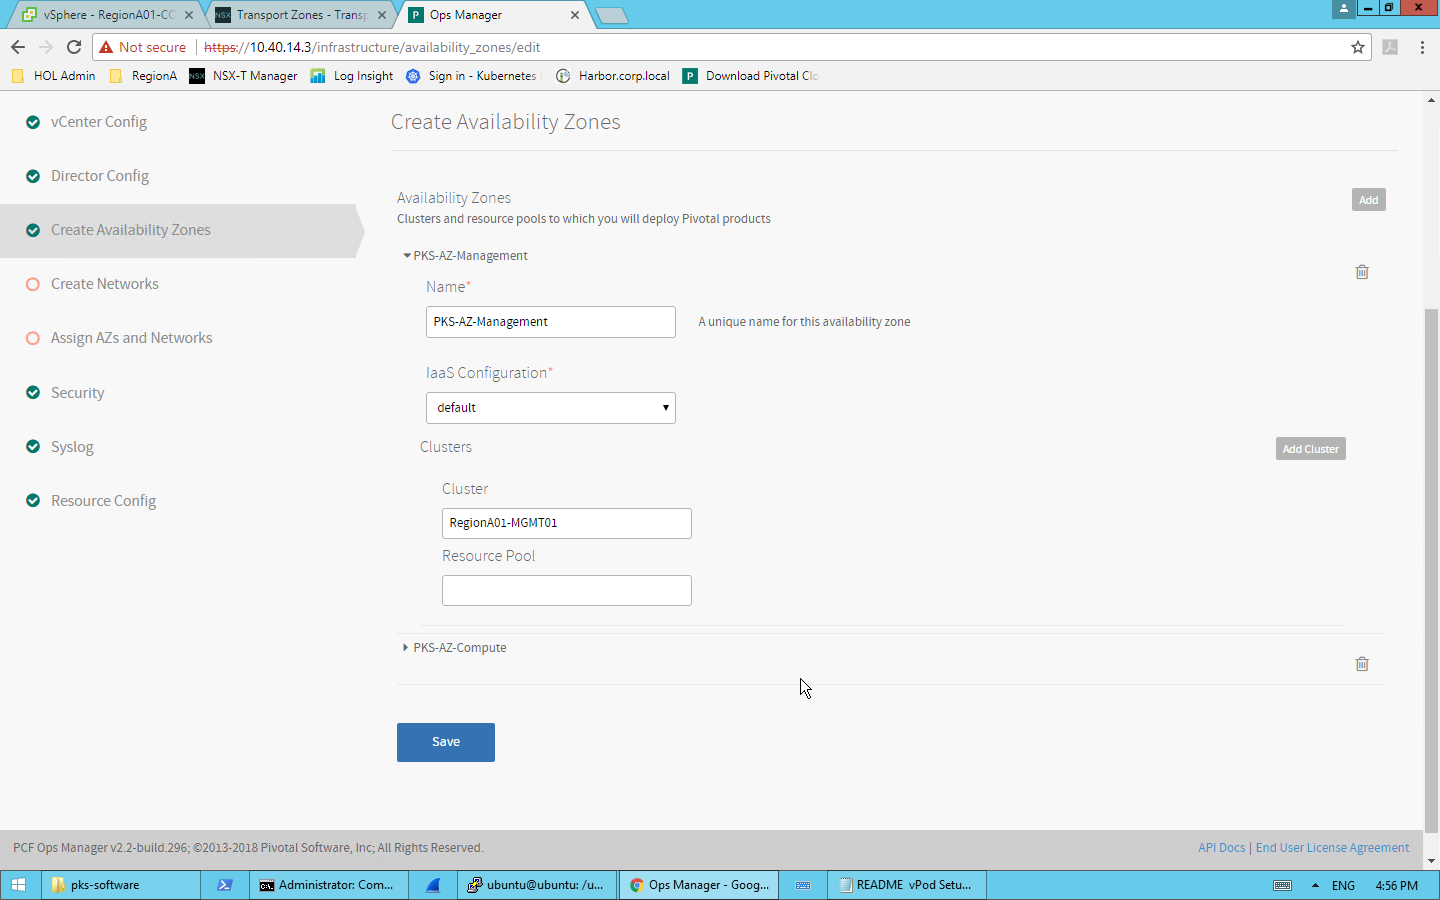 vSphere - RegionA01-CC
Transport Zones - Transp
Ops Manager
Not secure
https://10.40.14.3/infrastructure/availability_zones/edit
HOL Admin
RegionA
NSX-T Manager
Log Insight
Sign in - Kubernetes
Harbor.corp.local
Download Pivotal Clo
vCenter Config
Director Config
Create Availability Zones
Create Networks
Assign AZs and Networks
Security
Syslog
Resource Config
Create Availability Zones
Availability Zones
Add
Clusters and resource pools to which you will deploy Pivotal products
PKS-AZ-Management
Name*
PKS-AZ-Management
A unique name for this availability zone
IaaS Configuration*
default
Clusters
Add Cluster
Cluster
RegionA01-MGMT01
Resource Pool
PKS-AZ-Compute
Save
PCF Ops Manager v2.2-build.296; ©2013-2018 Pivotal Software, Inc; All Rights Reserved.
API Docs | End User License Agreement
pks-software
Administrator: Com...
ubuntu@ubuntu: /u...
Ops Manager - Goog...
README vPod Setu...
ENG
4:56 PM